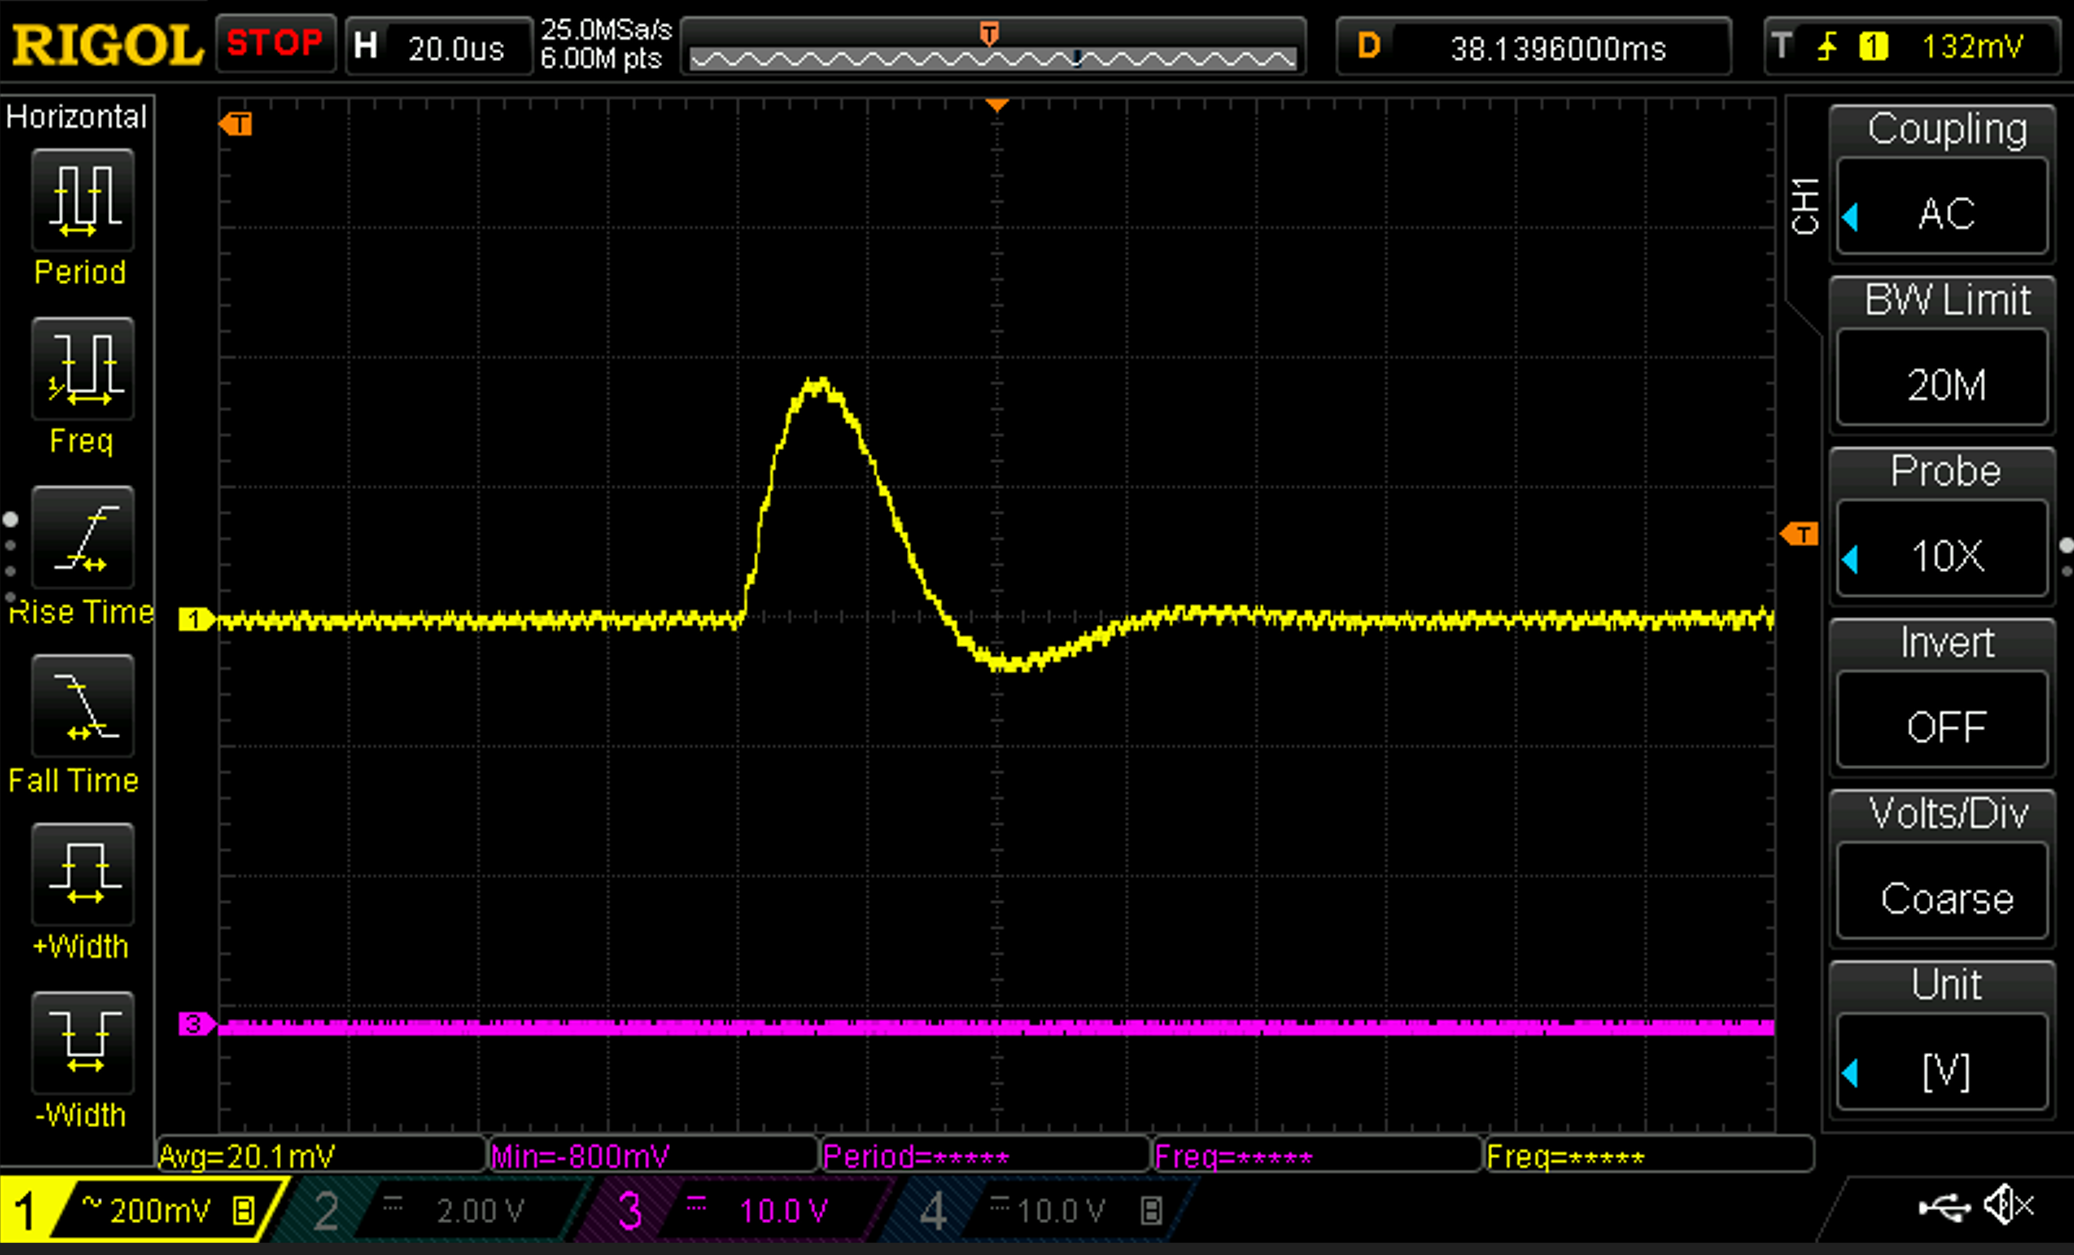 RIGOL STOP H 20.0us 25.0MSa/s 6.00M pts T D 38.1396000ms T 1 132mV
Horizontal
Period
Freq
Rise Time
Fall Time
+Width
-Width
T
T
1
3
CH1
Coupling
AC
BW Limit
20M
Probe
10X
Invert
OFF
Volts/Div
Coarse
Unit
[V]
Avg=20.1mV Min=-800mV Period=***** Freq=***** Freq=*****
1 ~ 200mV B 2 2.00 V 3 10.0 V 4 10.0 V B